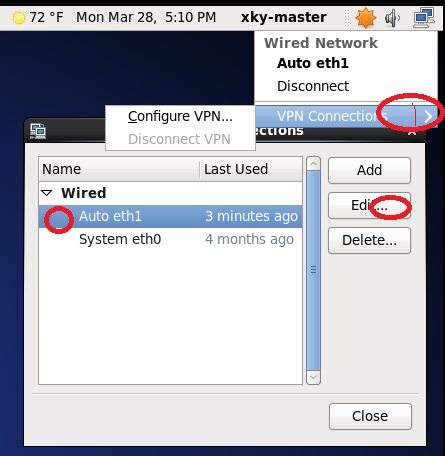 72 °F Mon Mar 28, 5:10 PM xky-master
Wired Network
Auto eth1
Disconnect
VPN Connections
Configure VPN...
Disconnect VPN
ections
Name Last Used
Wired
Auto eth1 3 minutes ago
System eth0 4 months ago
Add
Edit...
Delete...
Close